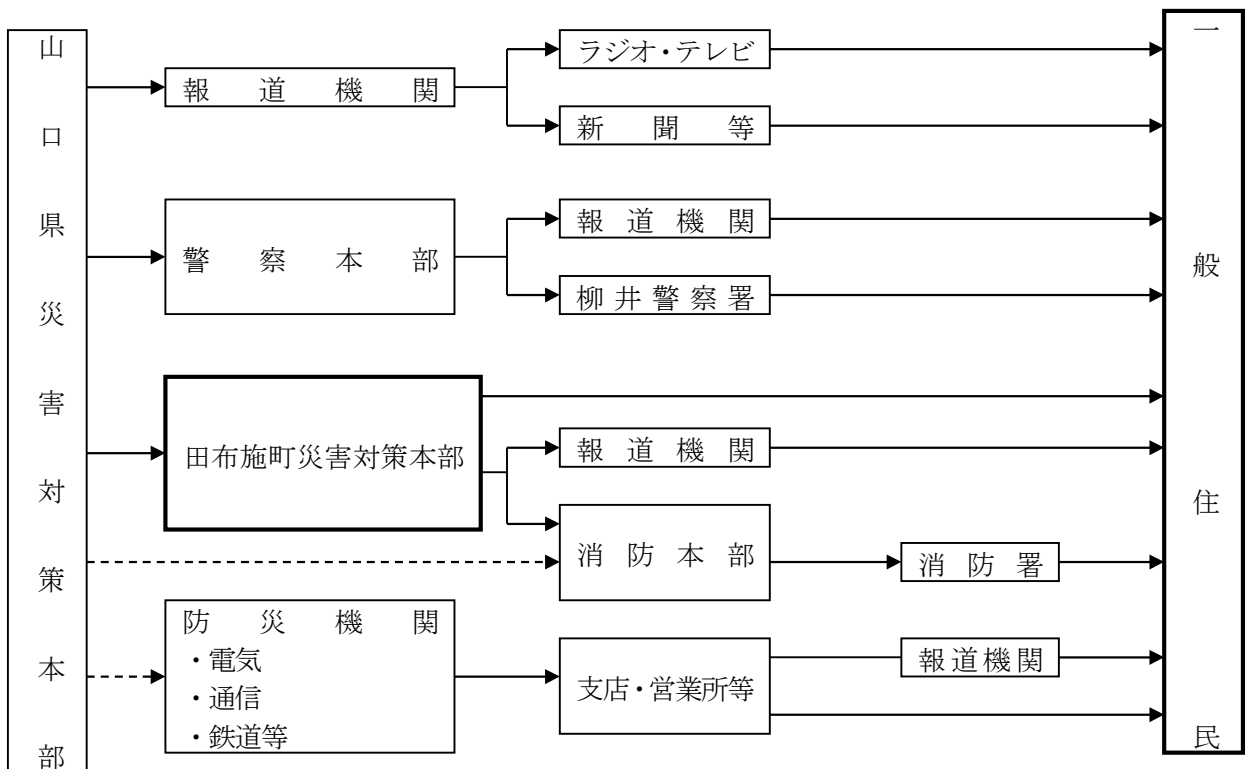 山口県災害対策本部
報道機関
ラジオ・テレビ
新聞等
警察本部
報道機関
柳井警察署
田布施町災害対策本部
報道機関
消防本部
消防署
防災機関
・電気
・通信
・鉄道等
支店・営業所等
報道機関
一般住民